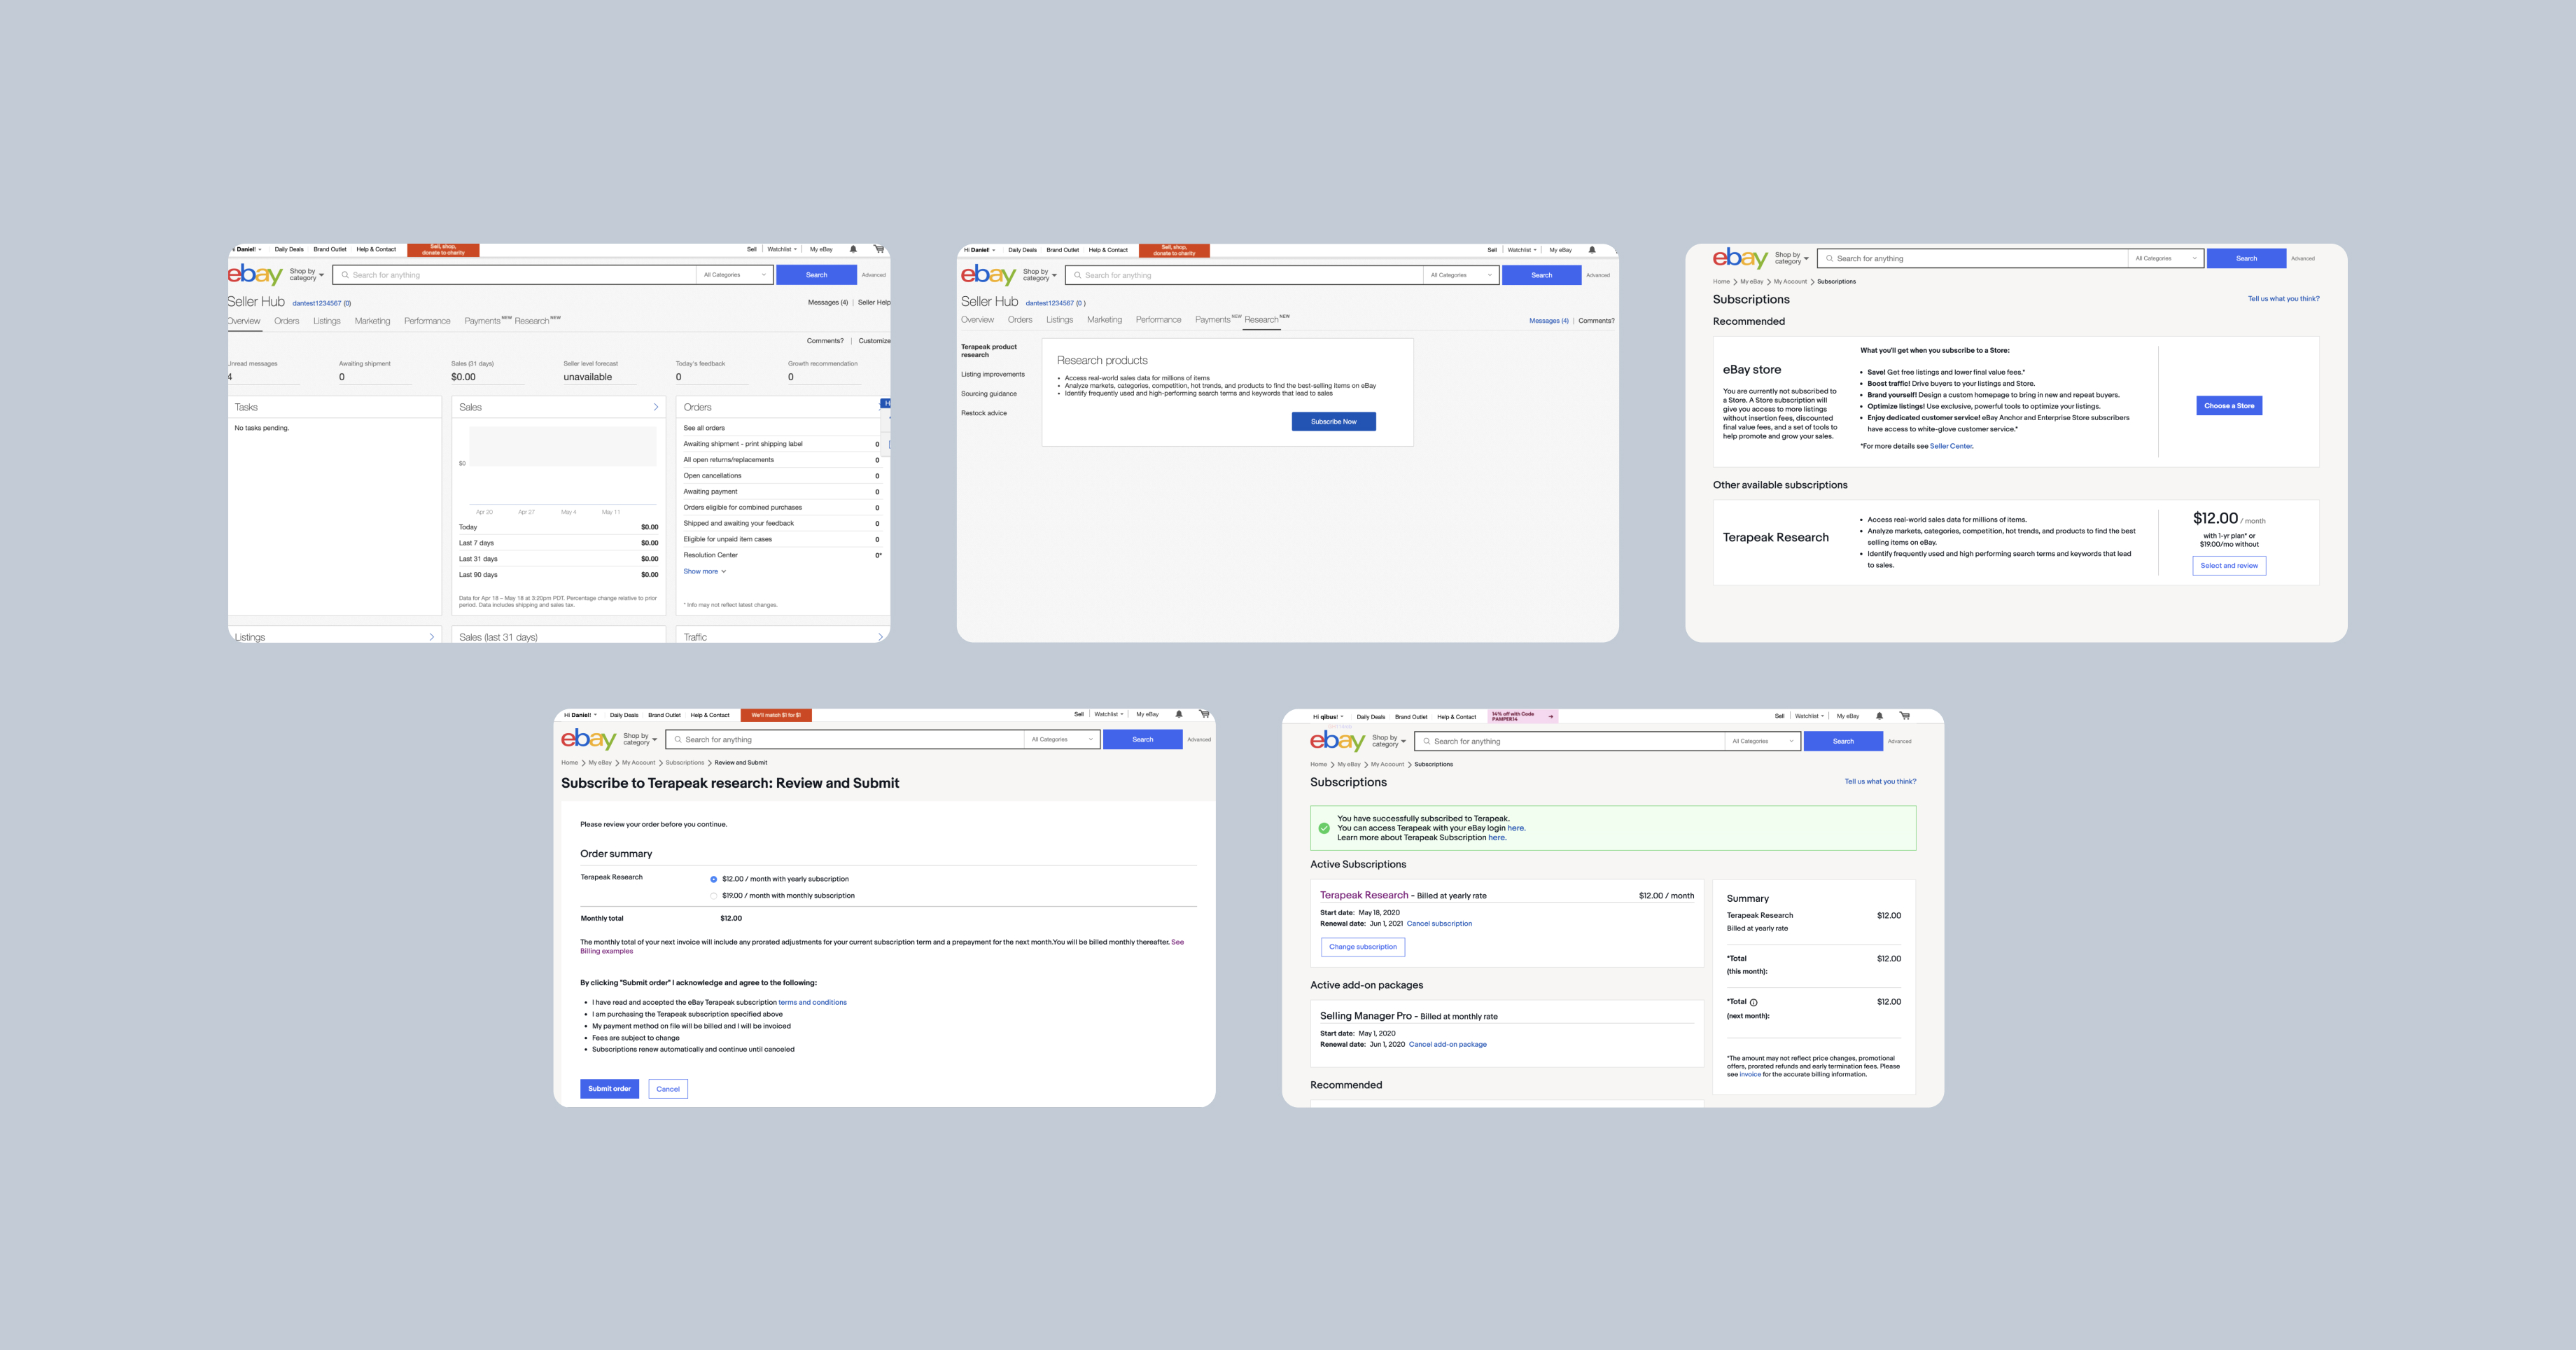 Hi Daniel! Daily Deals Brand Outlet Help & Contact Sell, shop, donate to charity Sell Watchlist My eBay
ebay Shop by category Search for anything All Categories Search Advanced
Seller Hub dantest1234567 (0) Messages (4) Seller Help
Overview Orders Listings Marketing Performance Payments NEW Research NEW
Comments? Customize
Unread messages Awaiting shipment Sales (31 days) Seller level forecast Today's feedback Growth recommendation
4 0 $0.00 unavailable 0 0
Tasks
No tasks pending.
Sales
$0
Apr 20 Apr 27 May 4 May 11
Today $0.00
Last 7 days $0.00
Last 31 days $0.00
Last 90 days $0.00
Data for Apr 18 – May 18 at 3:20pm PDT. Percentage change relative to prior
period. Data includes shipping and sales tax.
Orders
See all orders
Awaiting shipment - print shipping label 0
All open returns/replacements 0
Open cancellations 0
Awaiting payment 0
Orders eligible for combined purchases 0
Shipped and awaiting your feedback 0
Eligible for unpaid item cases 0
Resolution Center 0*
Show more
* Info may not reflect latest changes.
Listings Sales (last 31 days) Traffic
Hi Daniel! Daily Deals Brand Outlet Help & Contact Sell, shop, donate to charity Sell Watchlist My eBay
ebay Shop by category Search for anything All Categories Search Advanced
Seller Hub dantest1234567 (0 )
Overview Orders Listings Marketing Performance Payments NEW Research NEW Messages (4) Comments?
Terapeak product
research
Listing improvements
Sourcing guidance
Restock advice
Research products
• Access real-world sales data for millions of items
• Analyze markets, categories, competition, hot trends, and products to find the best-selling items on eBay
• Identify frequently used and high-performing search terms and keywords that lead to sales
Subscribe Now
ebay Shop by category Search for anything All Categories Search Advanced
Home > My eBay > My Account > Subscriptions
Subscriptions Tell us what you think?
Recommended
eBay store
You are currently not subscribed to
a Store. A Store subscription will
give you access to more listings
without insertion fees, discounted
final value fees, and a set of tools to
help promote and grow your sales.
What you'll get when you subscribe to a Store:
• Save! Get free listings and lower final value fees.*
• Boost traffic! Drive buyers to your listings and Store.
• Brand yourself! Design a custom homepage to bring in new and repeat buyers.
• Optimize listings! Use exclusive, powerful tools to optimize your listings.
• Enjoy dedicated customer service! eBay Anchor and Enterprise Store subscribers
have access to white-glove customer service.*
*For more details see Seller Center.
Choose a Store
Other available subscriptions
Terapeak Research
• Access real-world sales data for millions of items.
• Analyze markets, categories, competition, hot trends, and products to find the best
selling items on eBay.
• Identify frequently used and high performing search terms and keywords that lead
to sales.
$12.00 / month
with 1-yr plan* or
$19.00/mo without
Select and review
Hi Daniel! Daily Deals Brand Outlet Help & Contact We'll match $1 for $1 Sell Watchlist My eBay
ebay Shop by category Search for anything All Categories Search Advanced
Home > My eBay > My Account > Subscriptions > Review and Submit
Subscribe to Terapeak research: Review and Submit
Please review your order before you continue.
Order summary
Terapeak Research $12.00 / month with yearly subscription
$19.00 / month with monthly subscription
Monthly total $12.00
The monthly total of your next invoice will include any prorated adjustments for your current subscription term and a prepayment for the next month.You will be billed monthly thereafter. See
Billing examples
By clicking "Submit order" I acknowledge and agree to the following:
• I have read and accepted the eBay Terapeak subscription terms and conditions
• I am purchasing the Terapeak subscription specified above
• My payment method on file will be billed and I will be invoiced
• Fees are subject to change
• Subscriptions renew automatically and continue until canceled
Submit order Cancel
Hi qibus! Daily Deals Brand Outlet Help & Contact 14% off with Code PAMPER14 Sell Watchlist My eBay
ebay Shop by category Search for anything All Categories Search Advanced
Home > My eBay > My Account > Subscriptions
Subscriptions Tell us what you think?
You have successfully subscribed to Terapeak.
You can access Terapeak with your eBay login here.
Learn more about Terapeak Subscription here.
Active Subscriptions
Terapeak Research - Billed at yearly rate $12.00 / month
Start date: May 18, 2020
Renewal date: Jun 1, 2021 Cancel subscription
Change subscription
Active add-on packages
Selling Manager Pro - Billed at monthly rate
Start date: May 1, 2020
Renewal date: Jun 1, 2020 Cancel add-on package
Recommended
Summary
Terapeak Research $12.00
Billed at yearly rate
*Total $12.00
(this month):
*Total $12.00
(next month):
*The amount may not reflect price changes, promotional
offers, prorated refunds and early termination fees. Please
see invoice for the accurate billing information.